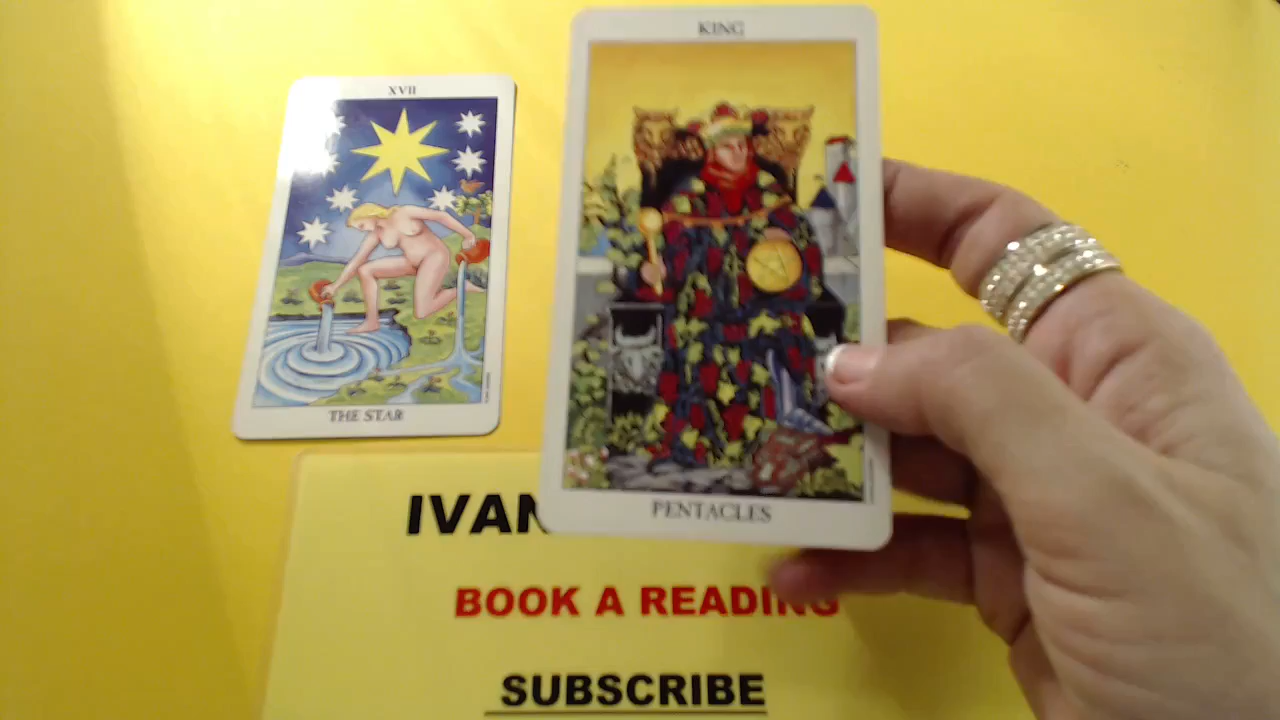 XVII
THE STAR
KING
PENTACLES
IVAN
BOOK A READING
SUBSCRIBE